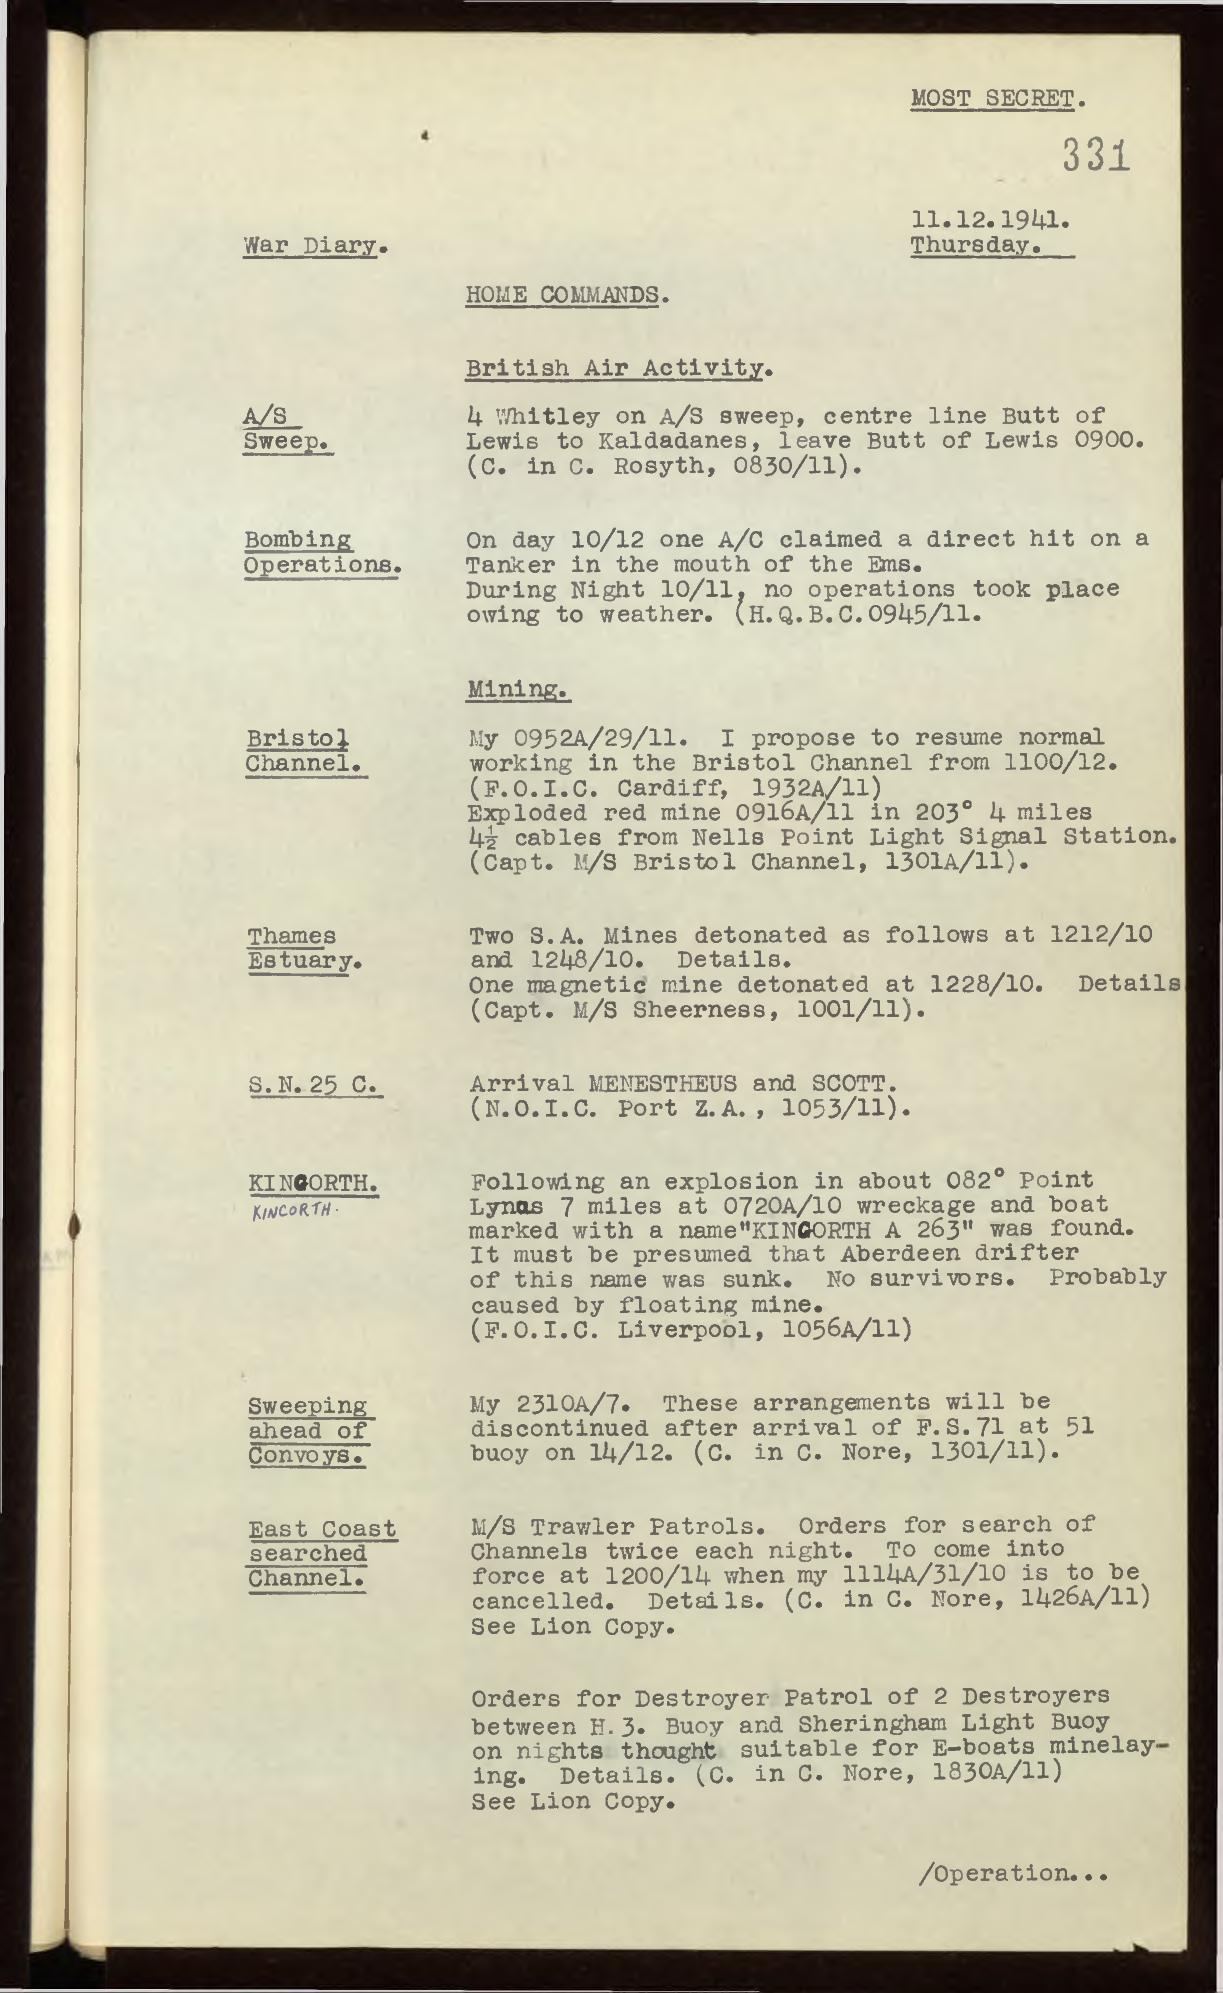 MOST SECRET.
331
11.12.1941.
War Diary.
Thursday.
HOME COMMANDS.
British Air Activity.
A/S
Sweep.
4 Whitley on A/S sweep, centre line Butt of
Lewis to Kaldadanes, leave Butt of Lewis 0900.
(C. in C. Rosyth, 0830/11).
Bombing
Operations.
On day 10/12 one A/C claimed a direct hit on a
Tanker in the mouth of the Ems.
During Night 10/11, no operations took place
owing to weather. (H.Q.B.C.0945/11.
Mining.
Bristol
Channel.
My 0952A/29/11. I propose to resume normal
working in the Bristol Channel from 1100/12.
(F.O.I.C. Cardiff, 1932A/11)
Exploded red mine 0916A/11 in 203° 4 miles
4½ cables from Nells Point Light Signal Station.
(Capt. M/S Bristol Channel, 1301A/11).
Thames
Estuary.
Two S.A. Mines detonated as follows at 1212/10
and 1248/10. Details.
One magnetic mine detonated at 1228/10. Details
(Capt. M/S Sheerness, 1001/11).
S.N.25 C.
Arrival MENESTHEUS and SCOTT.
(N.O.I.C. Port Z.A., 1053/11).
KINGORTH.
KINCORTH.
Following an explosion in about 082° Point
Lynas 7 miles at 0720A/10 wreckage and boat
marked with a name"KINGORTH A 263" was found.
It must be presumed that Aberdeen drifter
of this name was sunk. No survivors. Probably
caused by floating mine.
(F.O.I.C. Liverpool, 1056A/11)
Sweeping
ahead of
Convoys.
My 2310A/7. These arrangements will be
discontinued after arrival of F.S.71 at 51
buoy on 14/12. (C. in C. Nore, 1301/11).
East Coast
searched
Channel.
M/S Trawler Patrols. Orders for search of
Channels twice each night. To come into
force at 1200/14 when my 1114A/31/10 is to be
cancelled. Details. (C. in C. Nore, 1426A/11)
See Lion Copy.
Orders for Destroyer Patrol of 2 Destroyers
between H.3. Buoy and Sheringham Light Buoy
on nights thought suitable for E-boats minelay-
ing. Details. (C. in C. Nore, 1830A/11)
See Lion Copy.
/Operation...